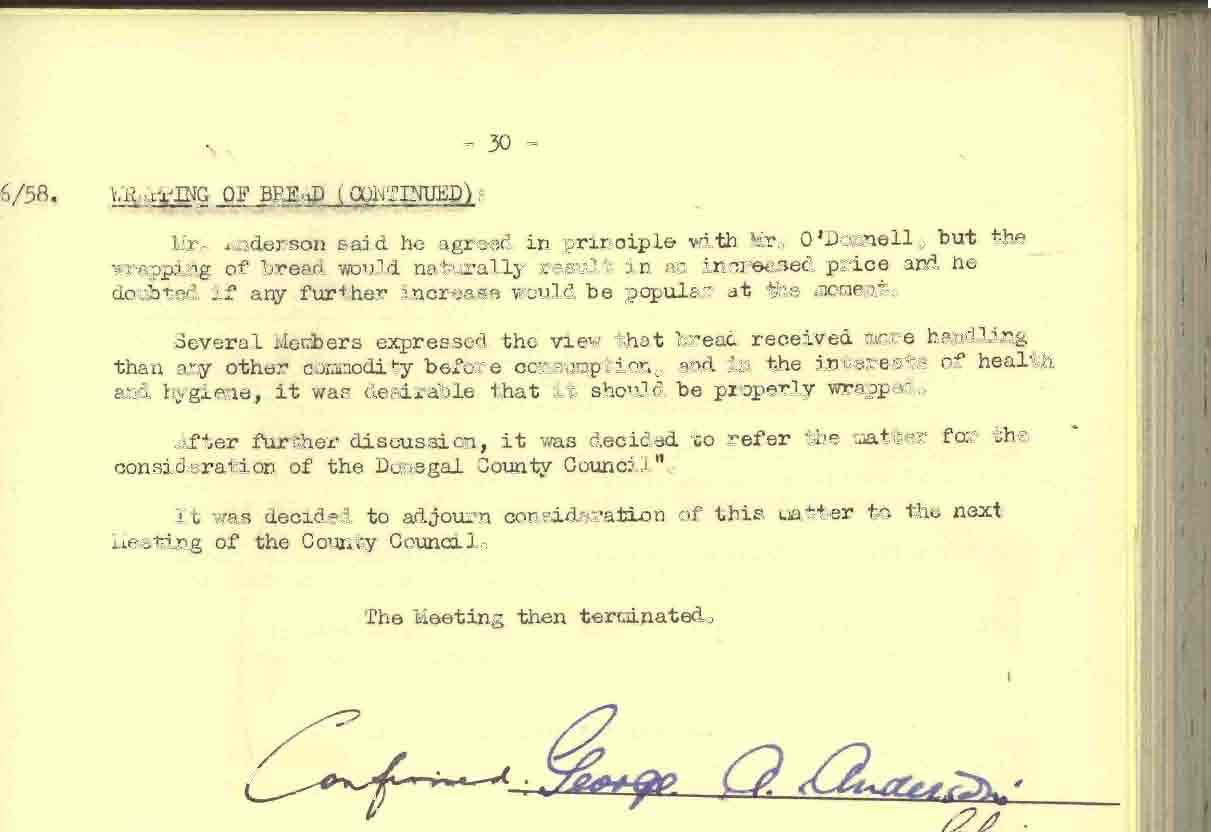 - 30 -
6/58. WRAPPING OF BREAD (CONTINUED):
Mr. Anderson said he agreed in principle with Mr. O'Donnell, but the
wrapping of bread would naturally result in an increased price and he
doubted if any further increase would be popular at the moment.
Several Members expressed the view that bread received more handling
than any other commodity before consumption, and in the interests of health
and hygiene, it was desirable that it should be properly wrapped.
After further discussion, it was decided to refer the matter for the
consideration of the Donegal County Council".
It was decided to adjourn consideration of this matter to the next
Meeting of the County Council.
The Meeting then terminated.
Confirmed. George A. Anderson